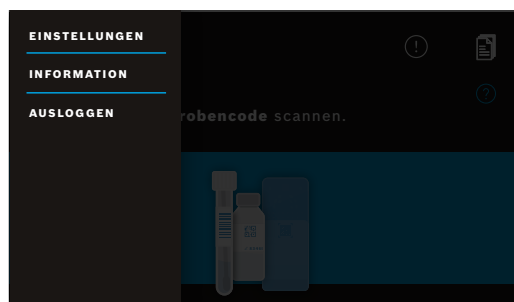 EINSTELLUNGEN
INFORMATION
AUSLOGGEN
robencode scannen.